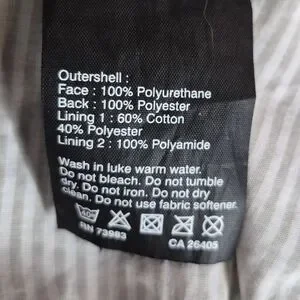 Outershell :
Face : 100% Polyurethane
Back : 100% Polyester
Lining 1 : 60% Cotton
40% Polyester
Lining 2 : 100% Polyamide
Wash in luke warm water.
Do not bleach. Do not tumble
dry. Do not iron. Do not dry
clean. Do not use fabric softener.
RN 73983 CA 26405